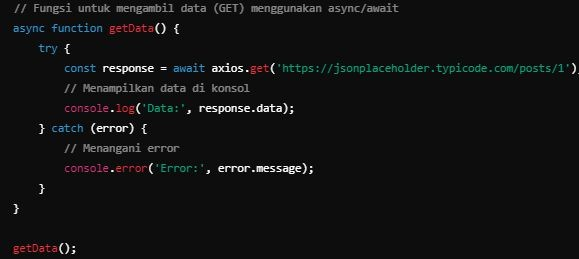 // Fungsi untuk mengambil data (GET) menggunakan async/await
async function getData() {
    try {
        const response = await axios.get('https://jsonplaceholder.typicode.com/posts/1');
        // Menampilkan data di konsol
        console.log('Data:', response.data);
    } catch (error) {
        // Menangani error
        console.error('Error:', error.message);
    }
}

getData();